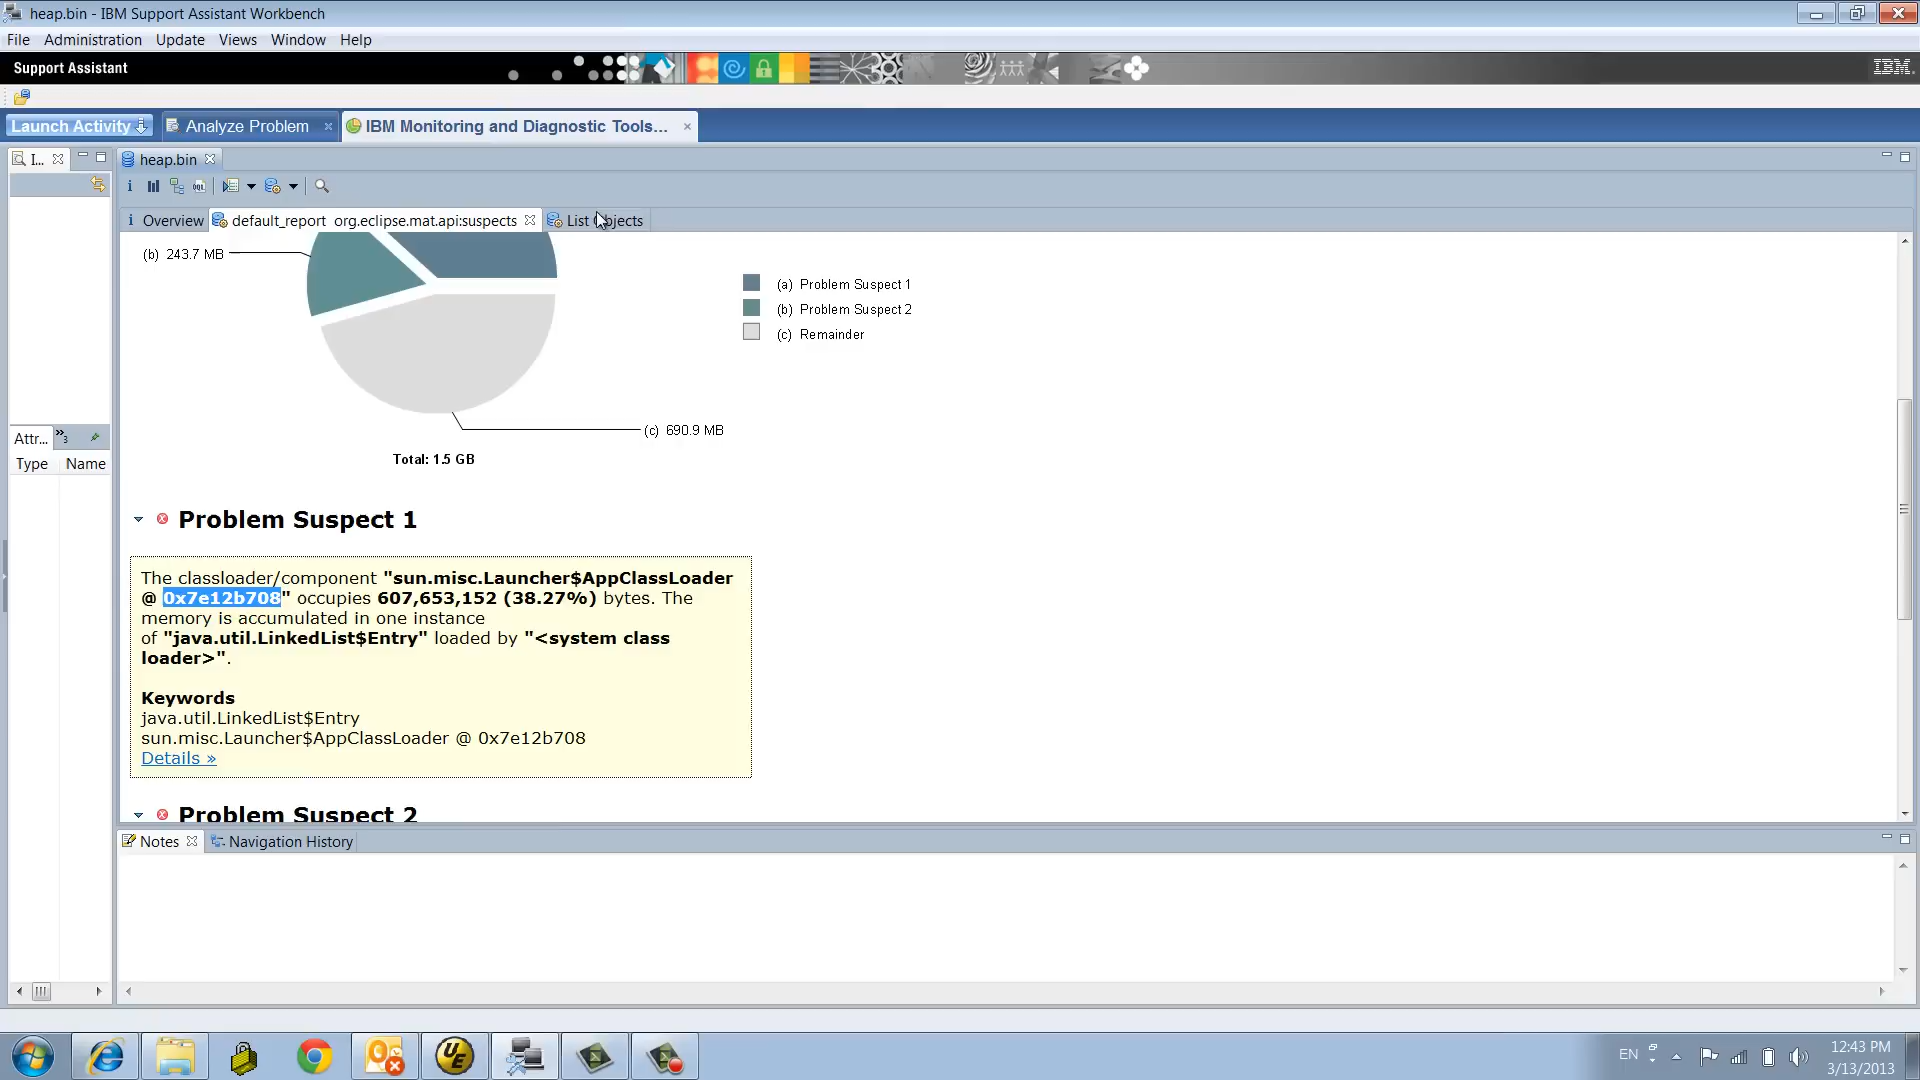 heap.bin - IBM Support Assistant Workbench
File Administration Update Views Window Help
Support Assistant
IBM.
Launch Activity Analyze Problem IBM Monitoring and Diagnostic Tools...
I... heap.bin
i OQL
i Overview default_report org.eclipse.mat.api:suspects List Objects
(b) 243.7 MB
(a) Problem Suspect 1
(b) Problem Suspect 2
(c) Remainder
(c) 690.9 MB
Total: 1.5 GB
Attr... »3
Type Name
Problem Suspect 1
The classloader/component "sun.misc.Launcher$AppClassLoader
@ 0x7e12b708" occupies 607,653,152 (38.27%) bytes. The
memory is accumulated in one instance
of "java.util.LinkedList$Entry" loaded by "<system class
loader>".
Keywords
java.util.LinkedList$Entry
sun.misc.Launcher$AppClassLoader @ 0x7e12b708
Details »
Problem Suspect 2
Notes Navigation History
UE
EN
12:43 PM
3/13/2013